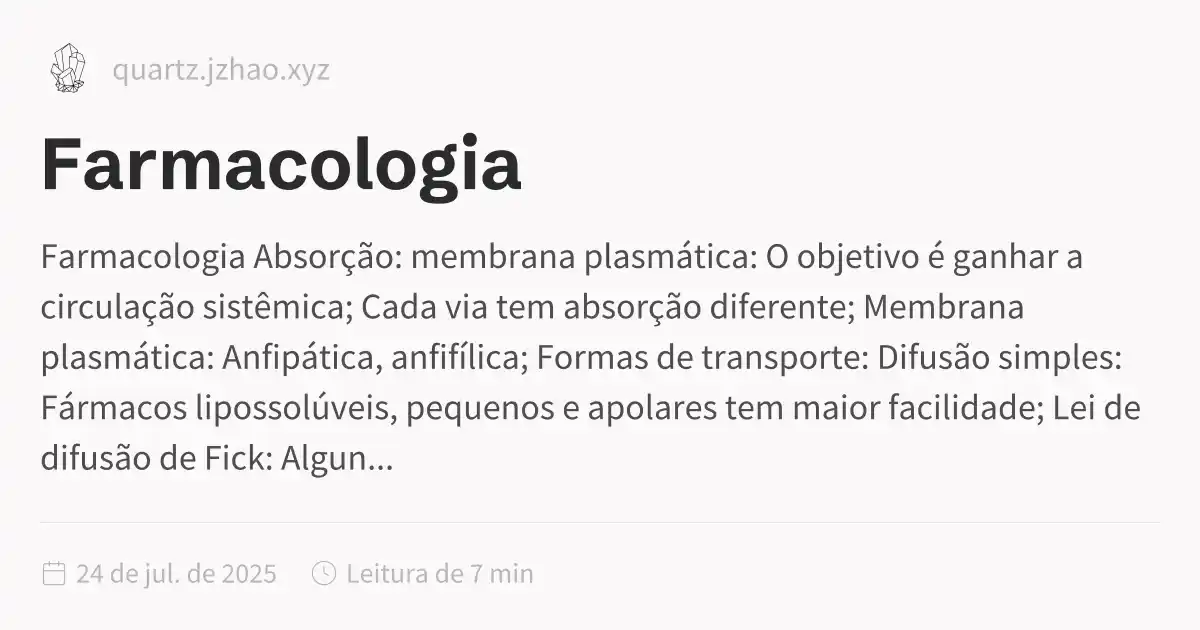 quartz.jzhao.xyz
Farmacologia
Farmacologia Absorção: membrana plasmática: O objetivo é ganhar a
circulação sistêmica; Cada via tem absorção diferente; Membrana
plasmática: Anfipática, anfifílica; Formas de transporte: Difusão simples:
Fármacos lipossolúveis, pequenos e apolares tem maior facilidade; Lei de
difusão de Fick: Algun...
24 de jul. de 2025 Leitura de 7 min